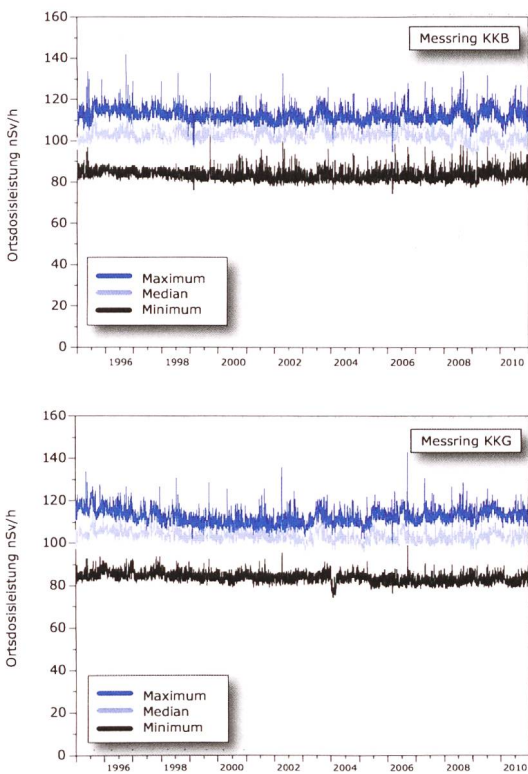 160
Messring KKB
140
120
100
80
60
40
20
0
Ortsdosisleistung nSv/h
Maximum
Median
Minimum
1996 1998 2000 2002 2004 2006 2008 2010
160
Messring KKG
140
120
100
80
60
40
20
0
Ortsdosisleistung nSv/h
Maximum
Median
Minimum
1996 1998 2000 2002 2004 2006 2008 2010